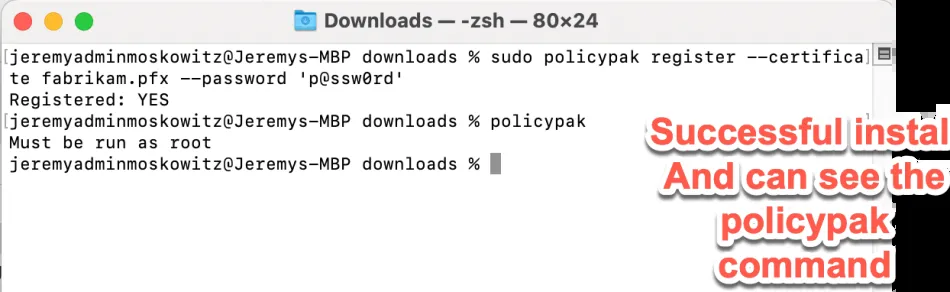 Downloads — -zsh — 80×24
[jeremyadminmoskowitz@Jeremys-MBP downloads % sudo policypak register --certifica]
te fabrikam.pfx --password 'p@ssw0rd'
Registered: YES
[jeremyadminmoskowitz@Jeremys-MBP downloads % policypak
Must be run as root
jeremyadminmoskowitz@Jeremys-MBP downloads %
Successful instal
And can see the
policypak
command